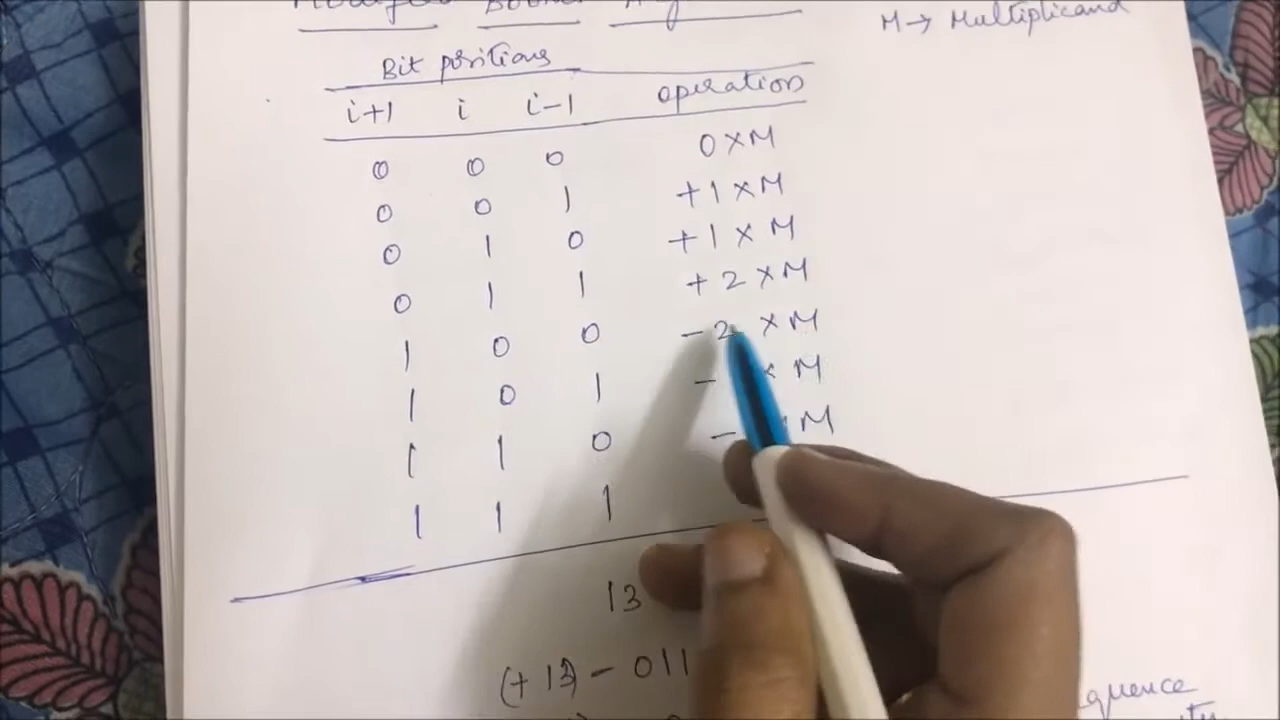 M → Multiplicand
Bit positions
i+1 i i-1 operation
0 0 0 0 × M
0 0 1 +1 × M
0 1 0 +1 × M
0 1 1 +2 × M
1 0 0 -2 × M
1 0 1 - × M
1 1 0 - M
1 1 1
13
(+13) - 011